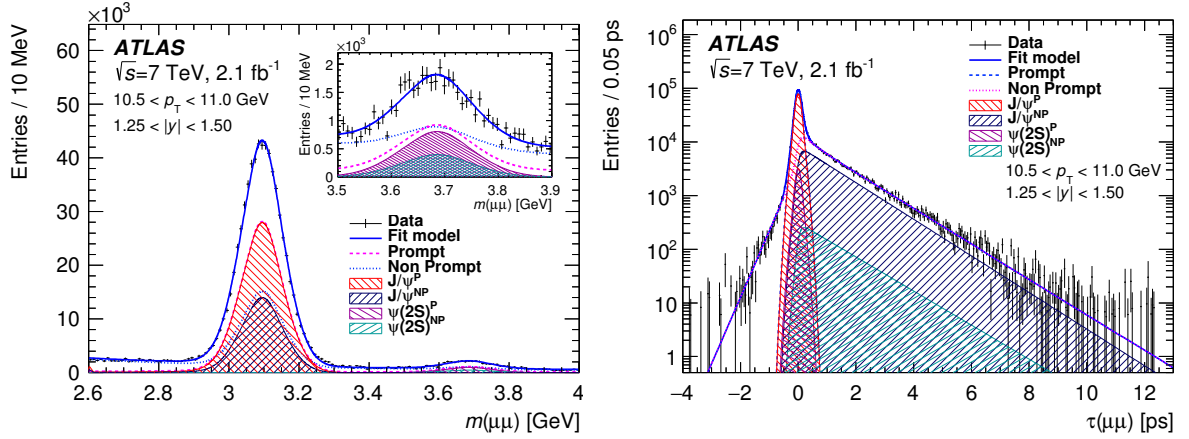 ×10³
Entries / 10 MeV
60
50
40
30
20
10
0
ATLAS
√s=7 TeV, 2.1 fb⁻¹
10.5 < p_T < 11.0 GeV
1.25 < |y| < 1.50
×10³
Entries / 10 MeV
2
1.5
1
0.5
0
3.5 3.6 3.7 3.8 3.9
m(μμ) [GeV]
Data
Fit model
Prompt
Non Prompt
J/ψᴾ
J/ψᴺᴾ
ψ(2S)ᴾ
ψ(2S)ᴺᴾ
2.6 2.8 3 3.2 3.4 3.6 3.8 4
m(μμ) [GeV]
Entries / 0.05 ps
10⁶
10⁵
10⁴
10³
10²
10
1
ATLAS
√s=7 TeV, 2.1 fb⁻¹
Data
Fit model
Prompt
Non Prompt
J/ψᴾ
J/ψᴺᴾ
ψ(2S)ᴾ
ψ(2S)ᴺᴾ
10.5 < p_T < 11.0 GeV
1.25 < |y| < 1.50
−4 −2 0 2 4 6 8 10 12
τ(μμ) [ps]